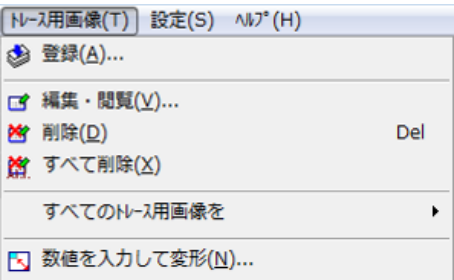 ﾄﾚｰｽ用画像(T) 設定(S) ﾍﾙﾌﾟ(H)
登録(A)...
編集・閲覧(V)...
削除(D) Del
すべて削除(X)
すべてのﾄﾚｰｽ用画像を
数値を入力して変形(N)...